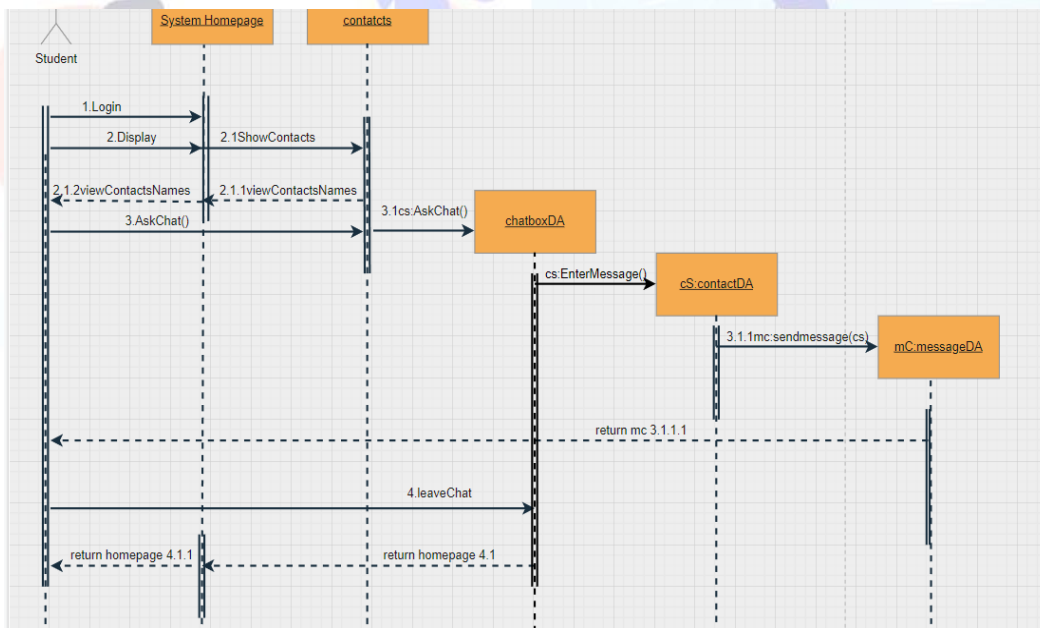 System Homepage
contatcts
Student
1.Login
2.Display
2.1ShowContacts
2.1.2viewContactsNames
2.1.1viewContactsNames
3.AskChat()
3.1cs:AskChat()
chatboxDA
cs:EnterMessage()
cS:contactDA
3.1.1mc:sendmessage(cs)
mC:messageDA
return mc 3.1.1.1
4.leaveChat
return homepage 4.1.1
return homepage 4.1